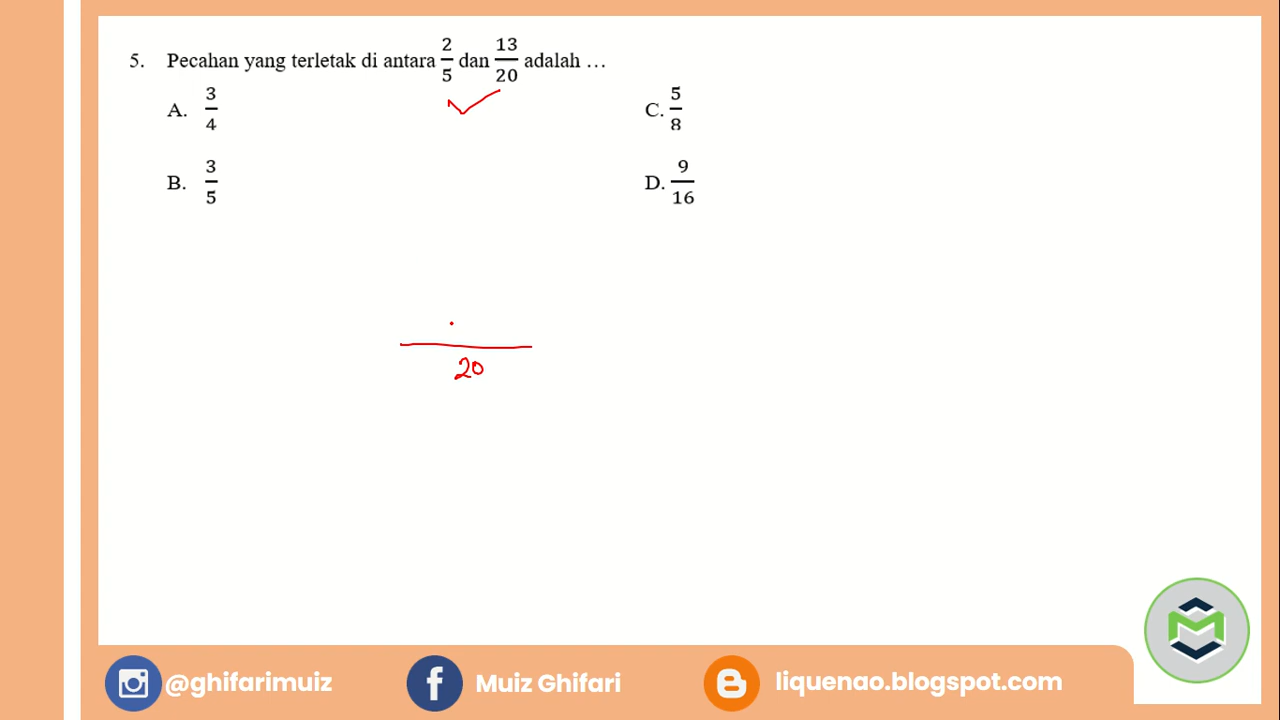 5. Pecahan yang terletak di antara 2/5 dan 13/20 adalah …
A. 3/4
C. 5/8
B. 3/5
D. 9/16
20
@ghifarimuiz
Muiz Ghifari
liquenao.blogspot.com